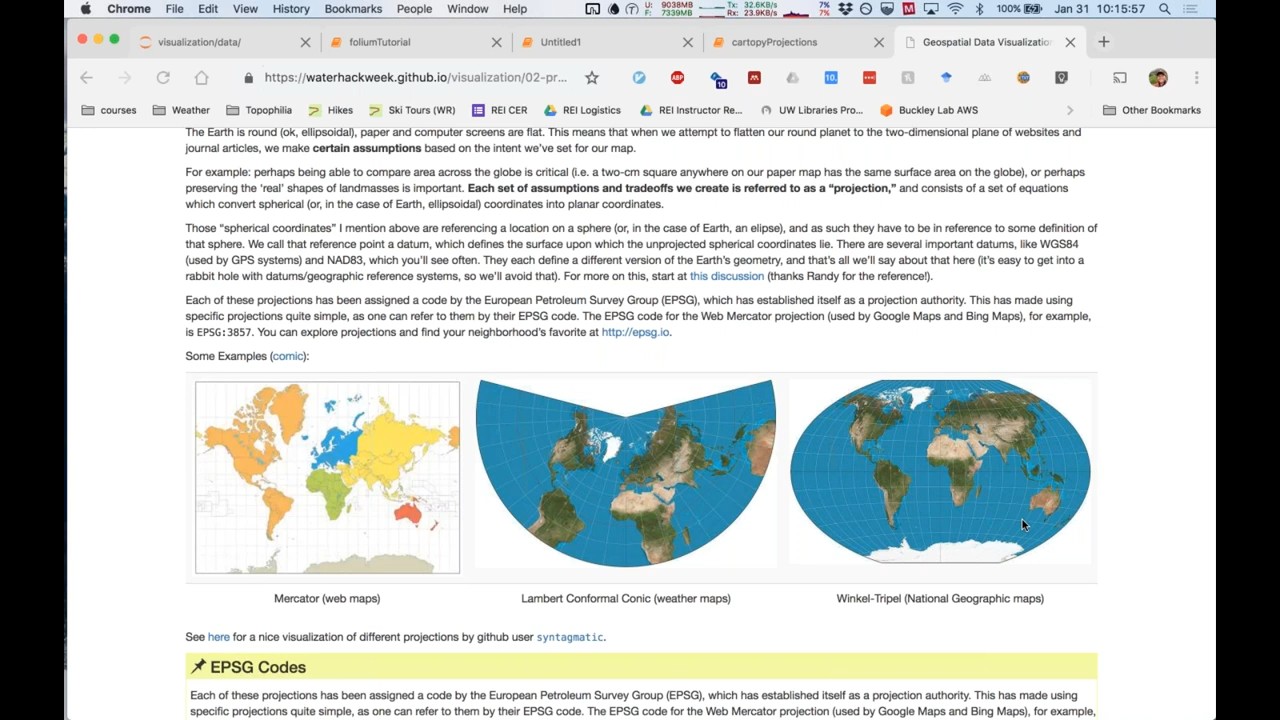 Chrome File Edit View History Bookmarks People Window Help U: 9038MB F: 7339MB Tx: 32.6KB/s Rx: 23.9KB/s 7% 7% 100% Jan 31 10:15:57
visualization/data/ foliumTutorial Untitled1 cartopyProjections Geospatial Data Visualizatio
https://waterhackweek.github.io/visualization/02-pr...
courses Weather Topophilia Hikes Ski Tours (WR) REI CER REI Logistics REI Instructor Re... UW Libraries Pro... Buckley Lab AWS Other Bookmarks
The Earth is round (ok, ellipsoidal), paper and computer screens are flat. This means that when we attempt to flatten our round planet to the two-dimensional plane of websites and
journal articles, we make certain assumptions based on the intent we've set for our map.
For example: perhaps being able to compare area across the globe is critical (i.e. a two-cm square anywhere on our paper map has the same surface area on the globe), or perhaps
preserving the 'real' shapes of landmasses is important. Each set of assumptions and tradeoffs we create is referred to as a "projection," and consists of a set of equations
which convert spherical (or, in the case of Earth, ellipsoidal) coordinates into planar coordinates.
Those "spherical coordinates" I mention above are referencing a location on a sphere (or, in the case of Earth, an elipse), and as such they have to be in reference to some definition of
that sphere. We call that reference point a datum, which defines the surface upon which the unprojected spherical coordinates lie. There are several important datums, like WGS84
(used by GPS systems) and NAD83, which you'll see often. They each define a different version of the Earth's geometry, and that's all we'll say about that here (it's easy to get into a
rabbit hole with datums/geographic reference systems, so we'll avoid that). For more on this, start at this discussion (thanks Randy for the reference!).
Each of these projections has been assigned a code by the European Petroleum Survey Group (EPSG), which has established itself as a projection authority. This has made using
specific projections quite simple, as one can refer to them by their EPSG code. The EPSG code for the Web Mercator projection (used by Google Maps and Bing Maps), for example,
is EPSG:3857. You can explore projections and find your neighborhood's favorite at http://epsg.io.
Some Examples (comic):
Mercator (web maps) Lambert Conformal Conic (weather maps) Winkel-Tripel (National Geographic maps)
See here for a nice visualization of different projections by github user syntagmatic.
EPSG Codes
Each of these projections has been assigned a code by the European Petroleum Survey Group (EPSG), which has established itself as a projection authority. This has made using
specific projections quite simple, as one can refer to them by their EPSG code. The EPSG code for the Web Mercator projection (used by Google Maps and Bing Maps), for example,